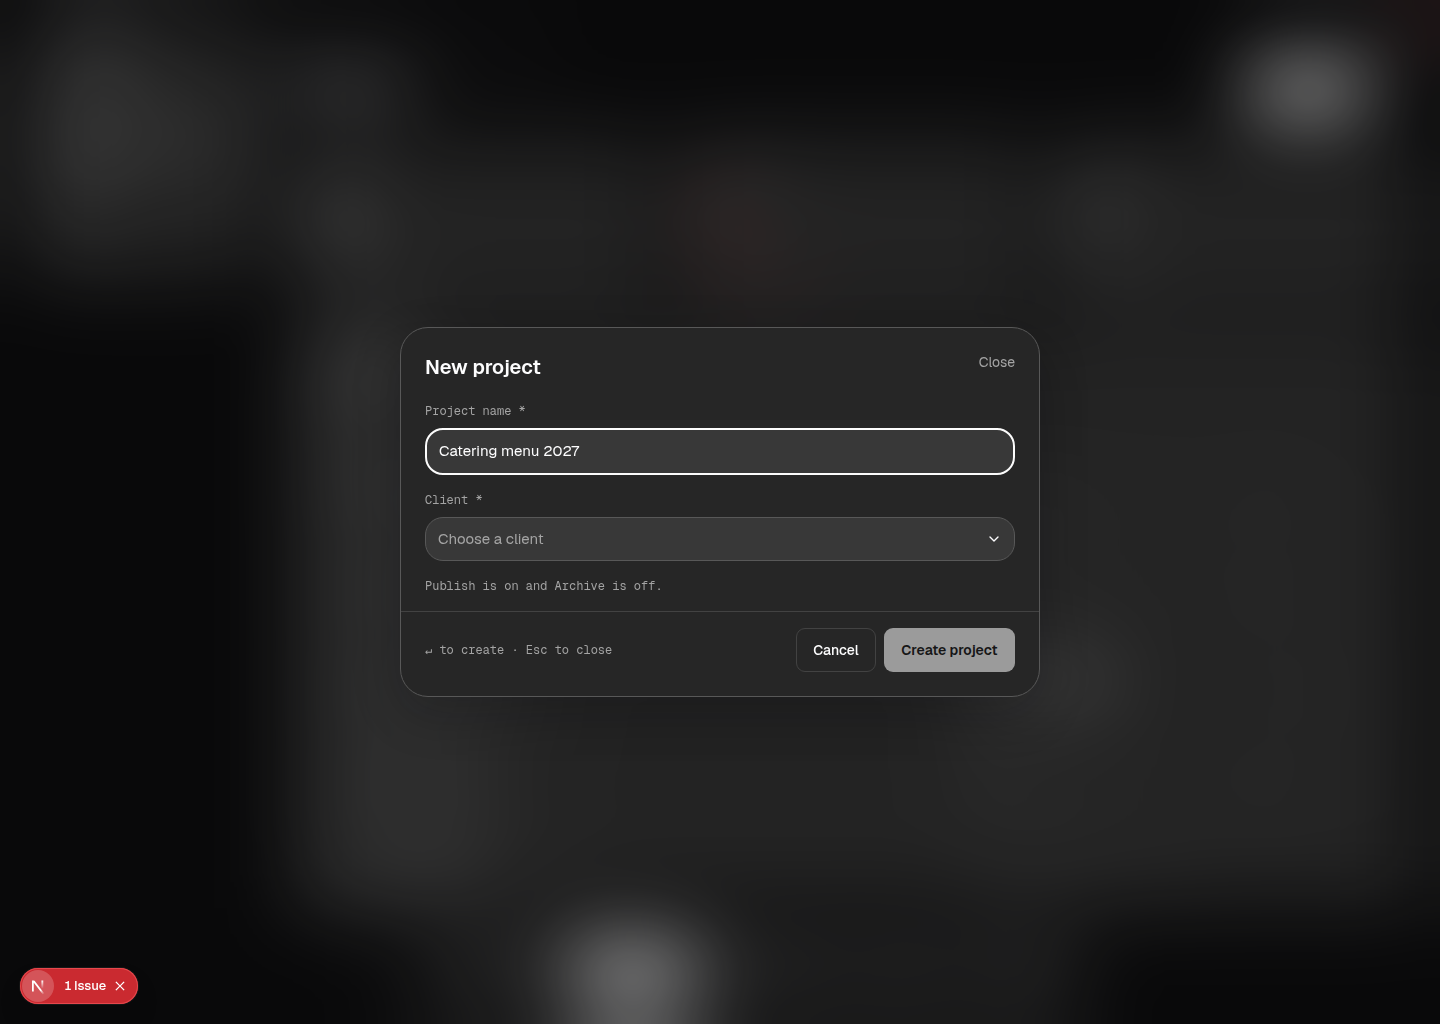 New project
Close
Project name *
Catering menu 2027
Client *
Choose a client
Publish is on and Archive is off.
↵ to create · Esc to close
Cancel
Create project
N
1 Issue